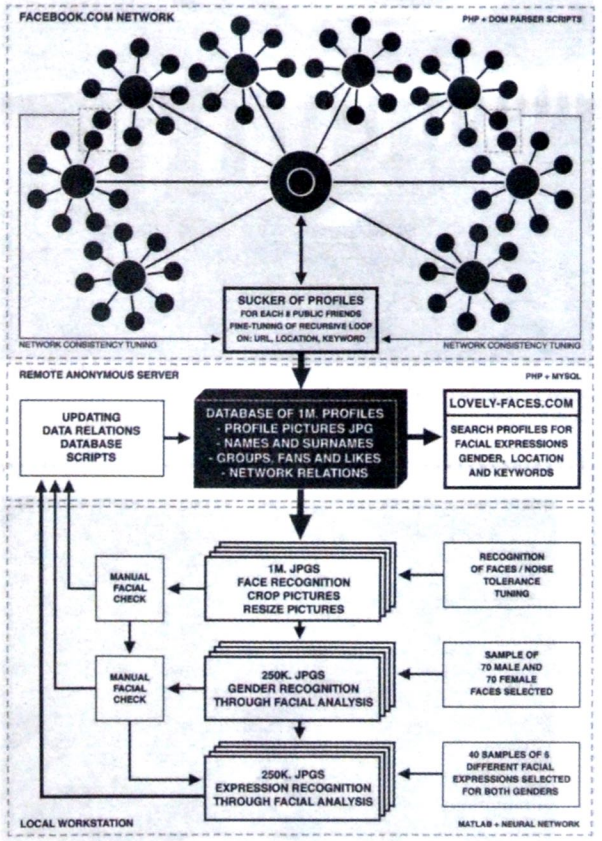 FACEBOOK.COM NETWORK
PHP + DOM PARSER SCRIPTS
SUCKER OF PROFILES
FOR EACH 8 PUBLIC FRIENDS
FINE-TUNING OF RECURSIVE LOOP
ON: URL, LOCATION, KEYWORD
NETWORK CONSISTENCY TUNING
NETWORK CONSISTENCY TUNING
REMOTE ANONYMOUS SERVER
PHP + MYSQL
UPDATING
DATA RELATIONS
DATABASE
SCRIPTS
DATABASE OF 1M. PROFILES
- PROFILE PICTURES JPG
- NAMES AND SURNAMES
- GROUPS, FANS AND LIKES
- NETWORK RELATIONS
LOVELY-FACES.COM
SEARCH PROFILES FOR
FACIAL EXPRESSIONS
GENDER, LOCATION
AND KEYWORDS
MANUAL
FACIAL
CHECK
1M. JPGS
FACE RECOGNITION
CROP PICTURES
RESIZE PICTURES
RECOGNITION
OF FACES / NOISE
TOLERANCE
TUNING
MANUAL
FACIAL
CHECK
250K. JPGS
GENDER RECOGNITION
THROUGH FACIAL ANALYSIS
SAMPLE OF
70 MALE AND
70 FEMALE
FACES SELECTED
250K. JPGS
EXPRESSION RECOGNITION
THROUGH FACIAL ANALYSIS
40 SAMPLES OF 6
DIFFERENT FACIAL
EXPRESSIONS SELECTED
FOR BOTH GENDERS
LOCAL WORKSTATION
MATLAB + NEURAL NETWORK